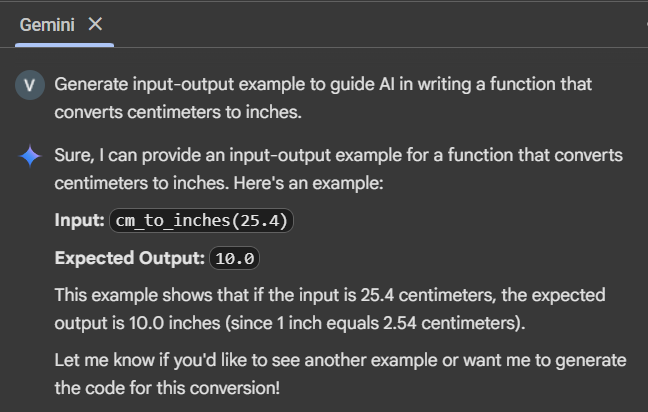 Gemini ×
V Generate input-output example to guide AI in writing a function that
converts centimeters to inches.
Sure, I can provide an input-output example for a function that converts
centimeters to inches. Here's an example:
Input: cm_to_inches(25.4)
Expected Output: 10.0
This example shows that if the input is 25.4 centimeters, the expected
output is 10.0 inches (since 1 inch equals 2.54 centimeters).
Let me know if you'd like to see another example or want me to generate
the code for this conversion!